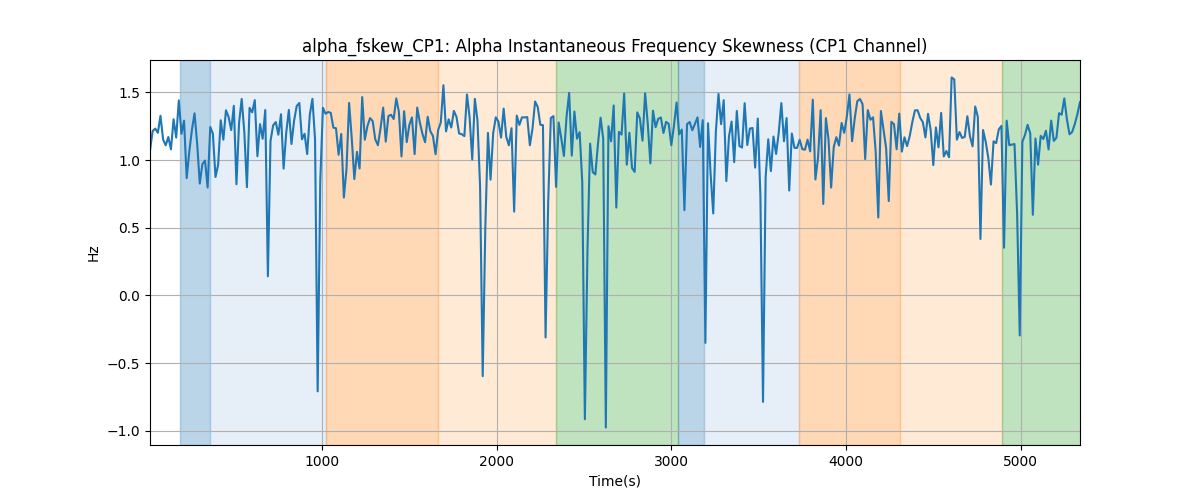 alpha_fskew_CP1: Alpha Instantaneous Frequency Skewness (CP1 Channel)
1.5
1.0
0.5
0.0
−0.5
−1.0
Hz
1000 2000 3000 4000 5000
Time(s)